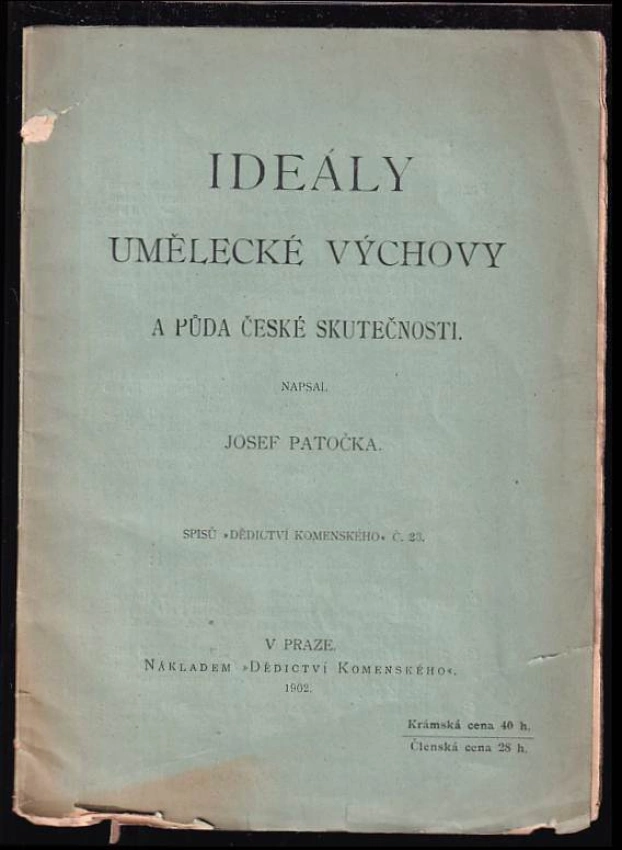 IDEÁLY
UMĚLECKÉ VÝCHOVY
A PŮDA ČESKÉ SKUTEČNOSTI.
NAPSAL
JOSEF PATOČKA.
SPISŮ »DĚDICTVÍ KOMENSKÉHO« Č. 23.
V PRAZE.
NÁKLADEM »DĚDICTVÍ KOMENSKÉHO«.
1902.
Krámská cena 40 h.
Členská cena 28 h.